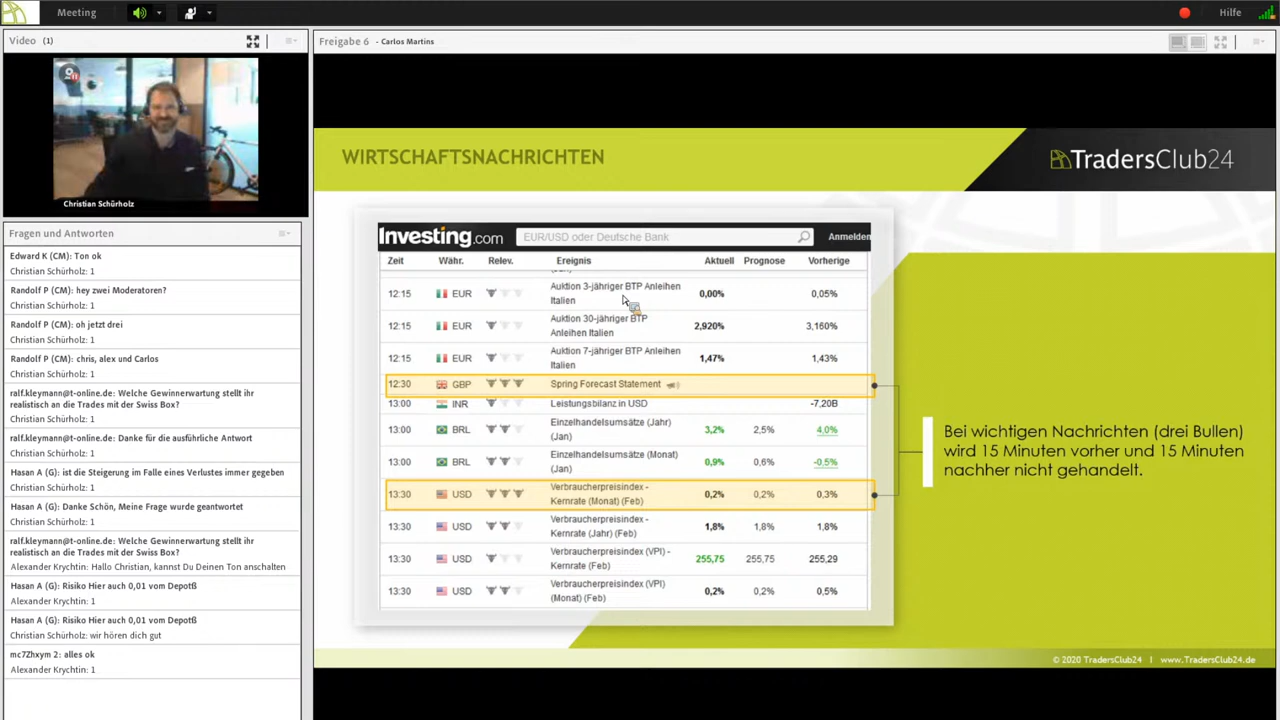 Meeting
Hilfe
Video (1)
Christian Schürholz
Fragen und Antworten
Edward K (CM): Ton ok
Christian Schürholz: 1
Randolf P (CM): hey zwei Moderatoren?
Christian Schürholz: 1
Randolf P (CM): oh jetzt drei
Christian Schürholz: 1
Randolf P (CM): chris, alex und Carlos
Christian Schürholz: 1
ralf.kleymann@t-online.de: Welche Gewinnerwartung stellt ihr
realistisch an die Trades mit der Swiss Box?
Christian Schürholz: 1
ralf.kleymann@t-online.de: Danke für die ausführliche Antwort
Christian Schürholz: 1
Hasan A (G): ist die Steigerung im Falle eines Verlustes immer gegeben
Christian Schürholz: 1
Hasan A (G): Danke Schön, Meine Frage wurde geantwortet
Christian Schürholz: 1
ralf.kleymann@t-online.de: Welche Gewinnerwartung stellt ihr
realistisch an die Trades mit der Swiss Box?
Alexander Krychtin: Hallo Christian, kannst Du Deinen Ton anschalten
Hasan A (G): Risiko Hier auch 0,01 vom Depotß
Alexander Krychtin: 1
Hasan A (G): Risiko Hier auch 0,01 vom Depotß
Christian Schürholz: wir hören dich gut
mc7Zhxym 2: alles ok
Alexander Krychtin: 1
Freigabe 6 - Carlos Martins
WIRTSCHAFTSNACHRICHTEN
TradersClub24
Investing.com EUR/USD oder Deutsche Bank Anmelden
Zeit Währ. Relev. Ereignis Aktuell Prognose Vorherige
(Jan)
12:15 EUR Auktion 3-jähriger BTP Anleihen Italien 0,00% 0,05%
12:15 EUR Auktion 30-jähriger BTP Anleihen Italien 2,920% 3,160%
12:15 EUR Auktion 7-jähriger BTP Anleihen Italien 1,47% 1,43%
12:30 GBP Spring Forecast Statement
13:00 INR Leistungsbilanz in USD -7,20B
13:00 BRL Einzelhandelsumsätze (Jahr) (Jan) 3,2% 2,5% 4,0%
13:00 BRL Einzelhandelsumsätze (Monat) (Jan) 0,9% 0,6% -0,5%
13:30 USD Verbraucherpreisindex - Kernrate (Monat) (Feb) 0,2% 0,2% 0,3%
13:30 USD Verbraucherpreisindex - Kernrate (Jahr) (Feb) 1,8% 1,8% 1,8%
13:30 USD Verbraucherpreisindex (VPI) - Kernrate (Feb) 255,75 255,75 255,29
13:30 USD Verbraucherpreisindex (VPI) (Monat) (Feb) 0,2% 0,2% 0,5%
Bei wichtigen Nachrichten (drei Bullen)
wird 15 Minuten vorher und 15 Minuten
nachher nicht gehandelt.
© 2020 TradersClub24 | www.TradersClub24.de